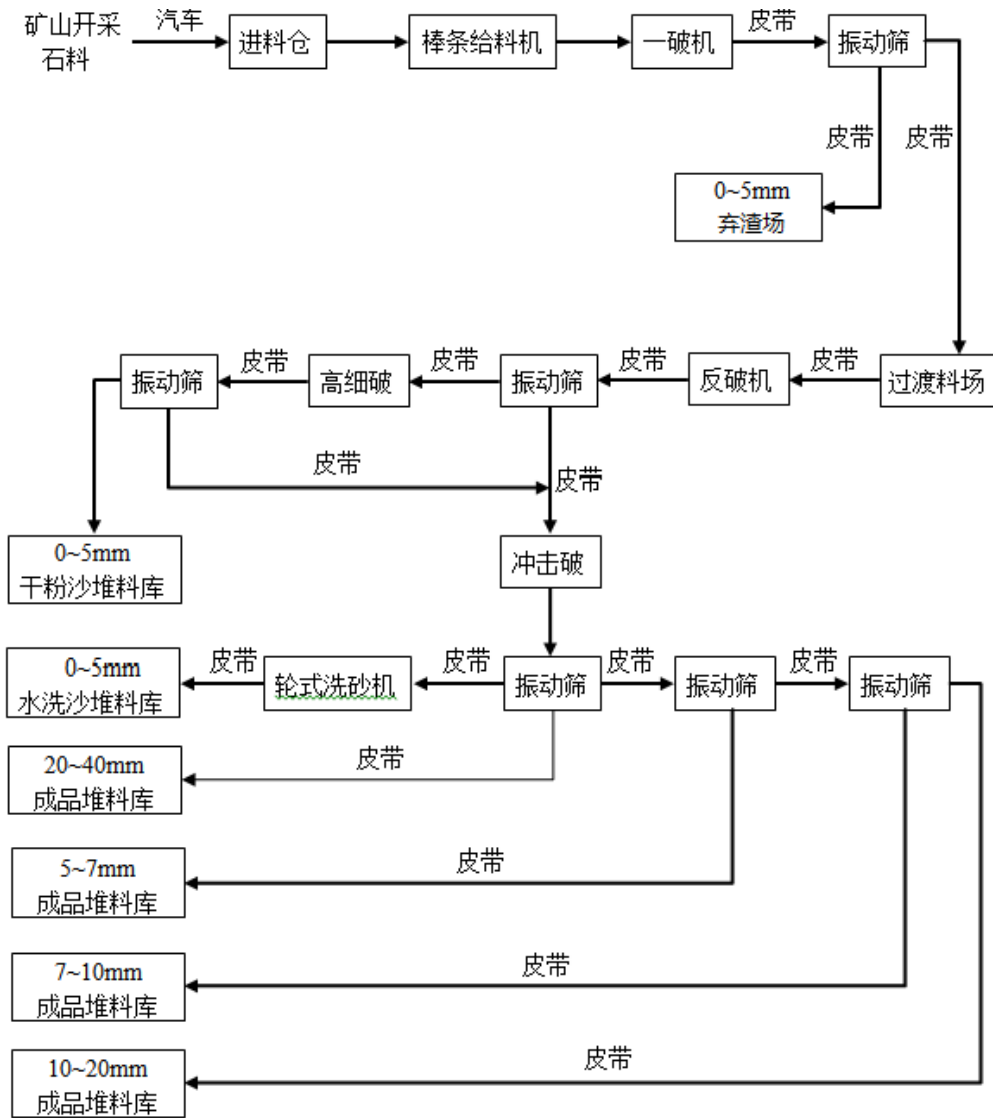 矿山开采
石料
汽车
进料仓
棒条给料机
一破机
皮带
振动筛
皮带
皮带
0~5mm
弃渣场
振动筛
皮带
高细破
皮带
振动筛
皮带
反破机
皮带
过渡料场
皮带
皮带
0~5mm
干粉沙堆料库
冲击破
0~5mm
水洗沙堆料库
皮带
轮式洗砂机
皮带
振动筛
皮带
振动筛
皮带
振动筛
20~40mm
成品堆料库
皮带
5~7mm
成品堆料库
皮带
7~10mm
成品堆料库
皮带
10~20mm
成品堆料库
皮带